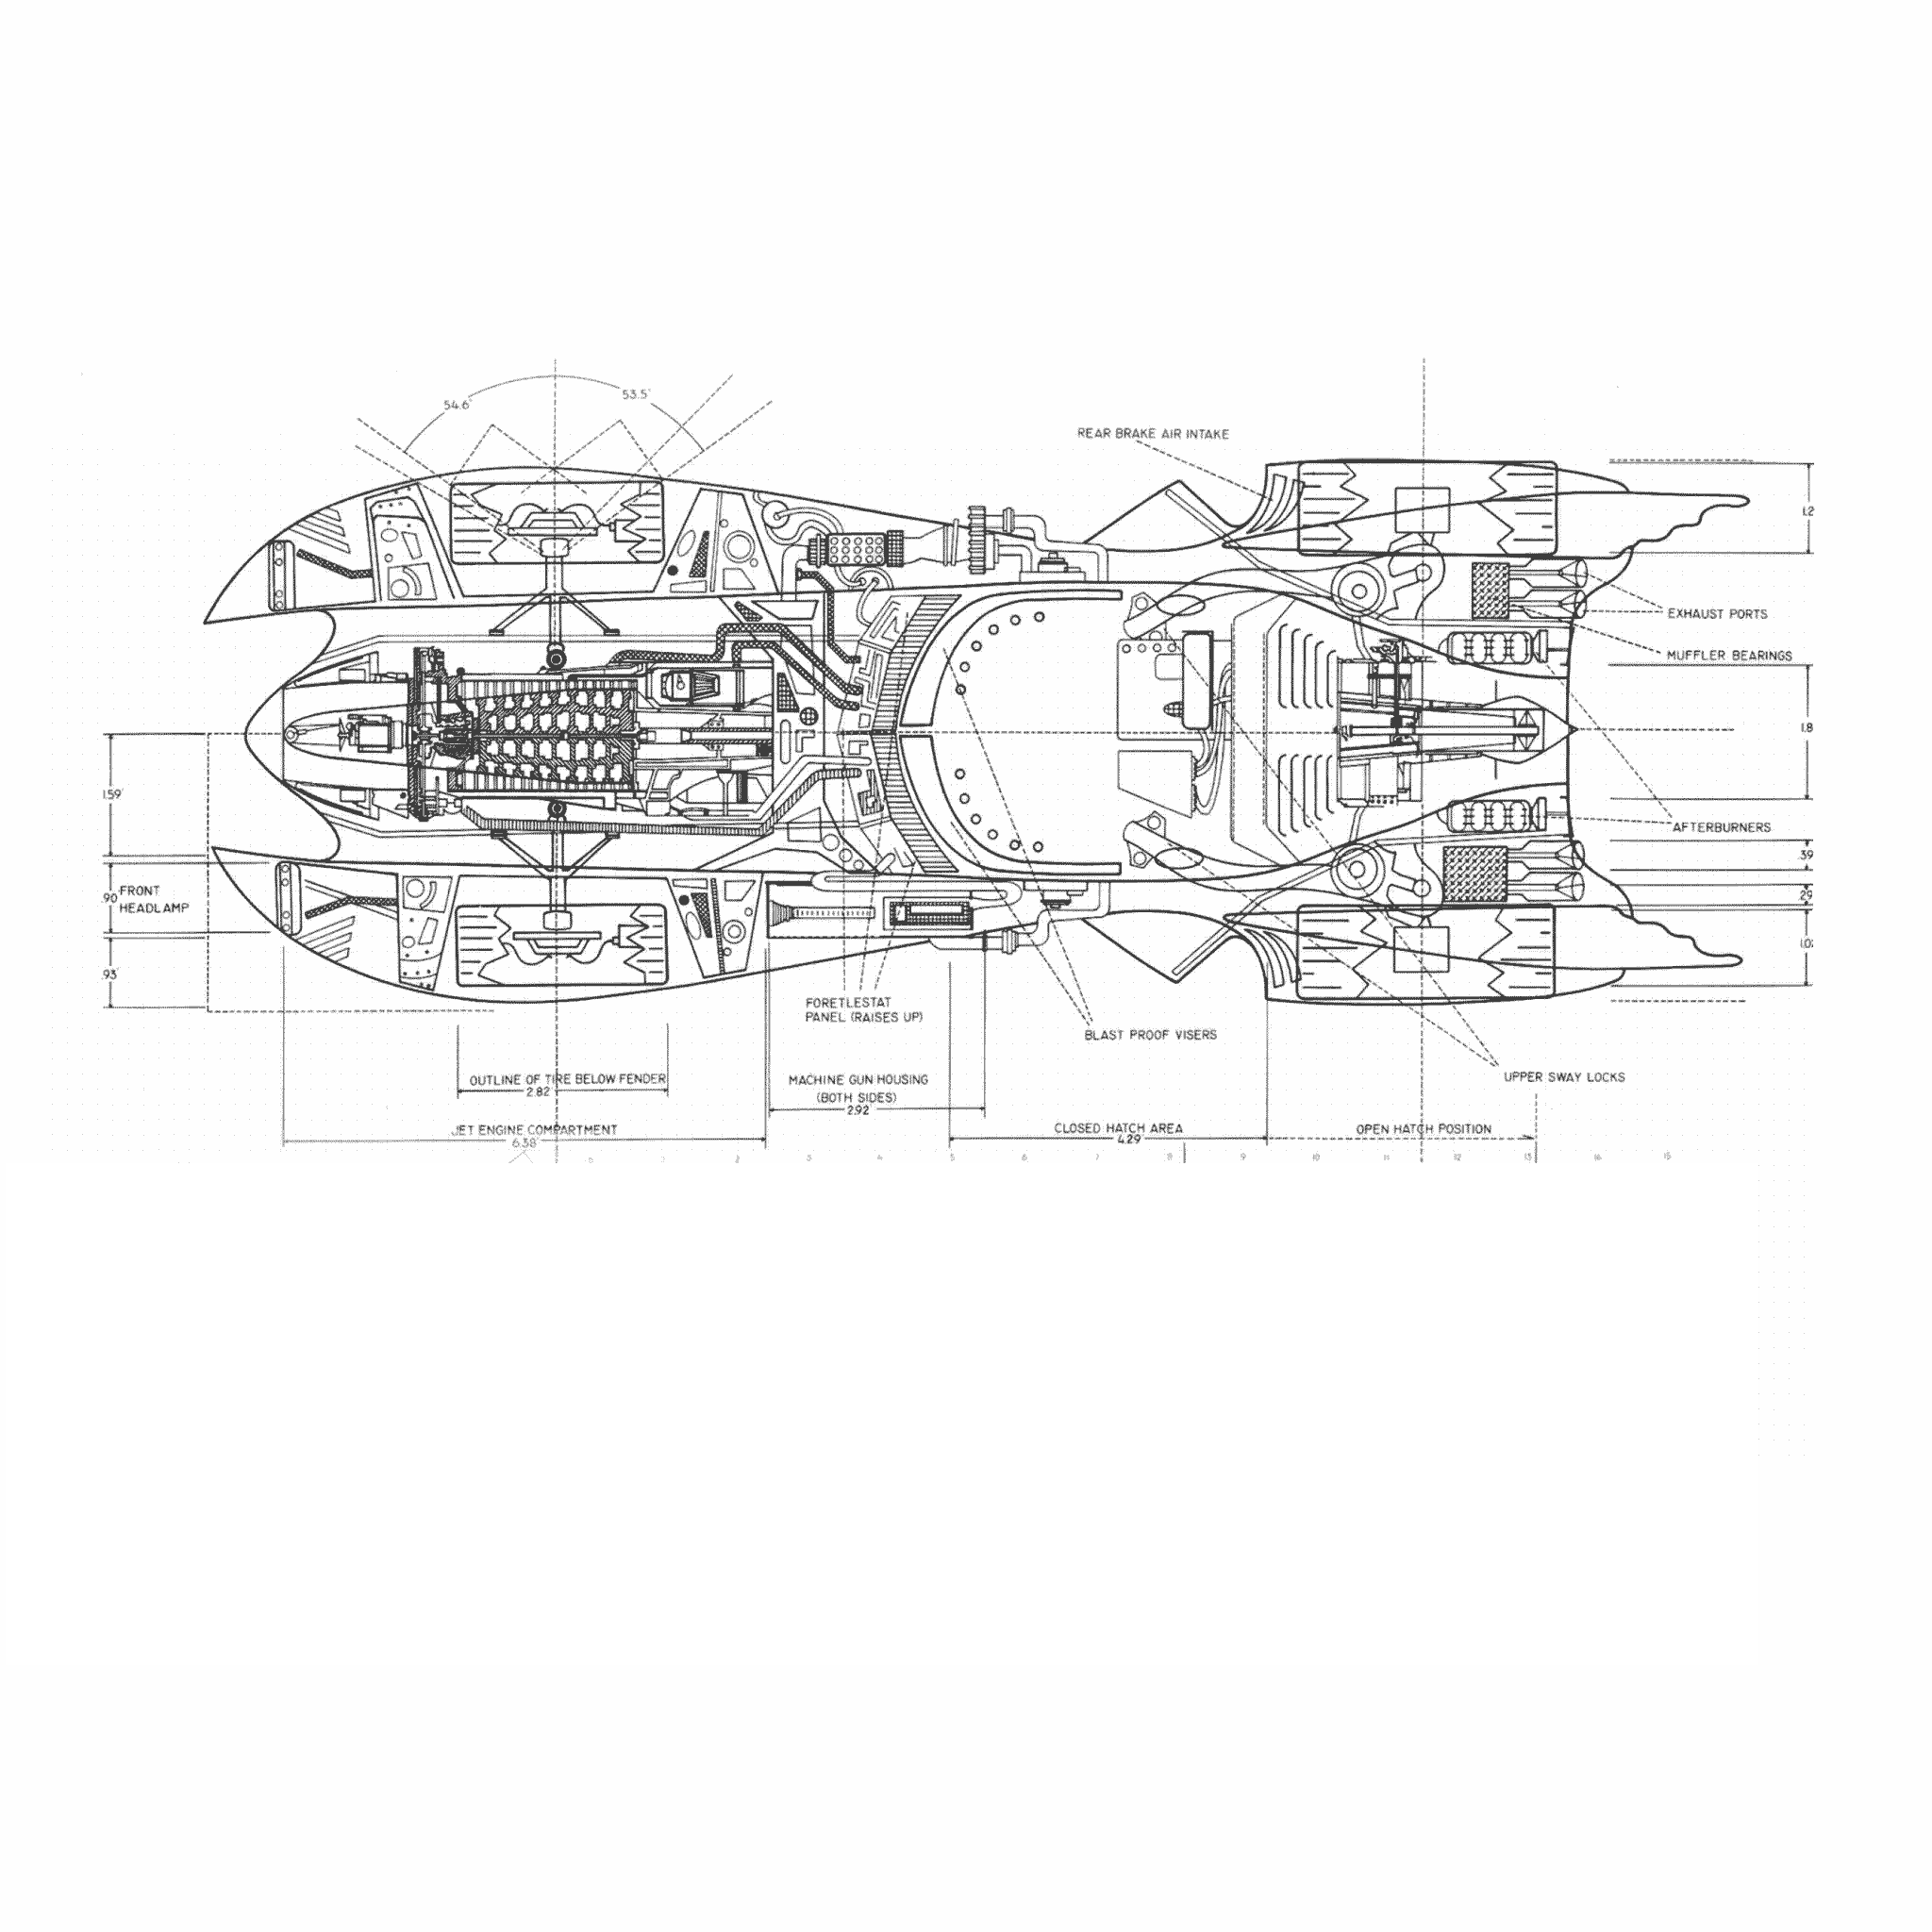 54.6°
53.5°
REAR BRAKE AIR INTAKE
1.2
EXHAUST PORTS
MUFFLER BEARINGS
1.8
1.59'
AFTERBURNERS
.39
.90'
FRONT
HEADLAMP
.29
1.0
.93'
FORETLESTAT
PANEL (RAISES UP)
BLAST PROOF VISERS
UPPER SWAY LOCKS
OUTLINE OF TIRE BELOW FENDER
2.82
MACHINE GUN HOUSING
(BOTH SIDES)
2.92
JET ENGINE COMPARTMENT
6.38'
CLOSED HATCH AREA
4.29
OPEN HATCH POSITION
2 3 4 5 6 7 8 9 10 11 12 13 16 15